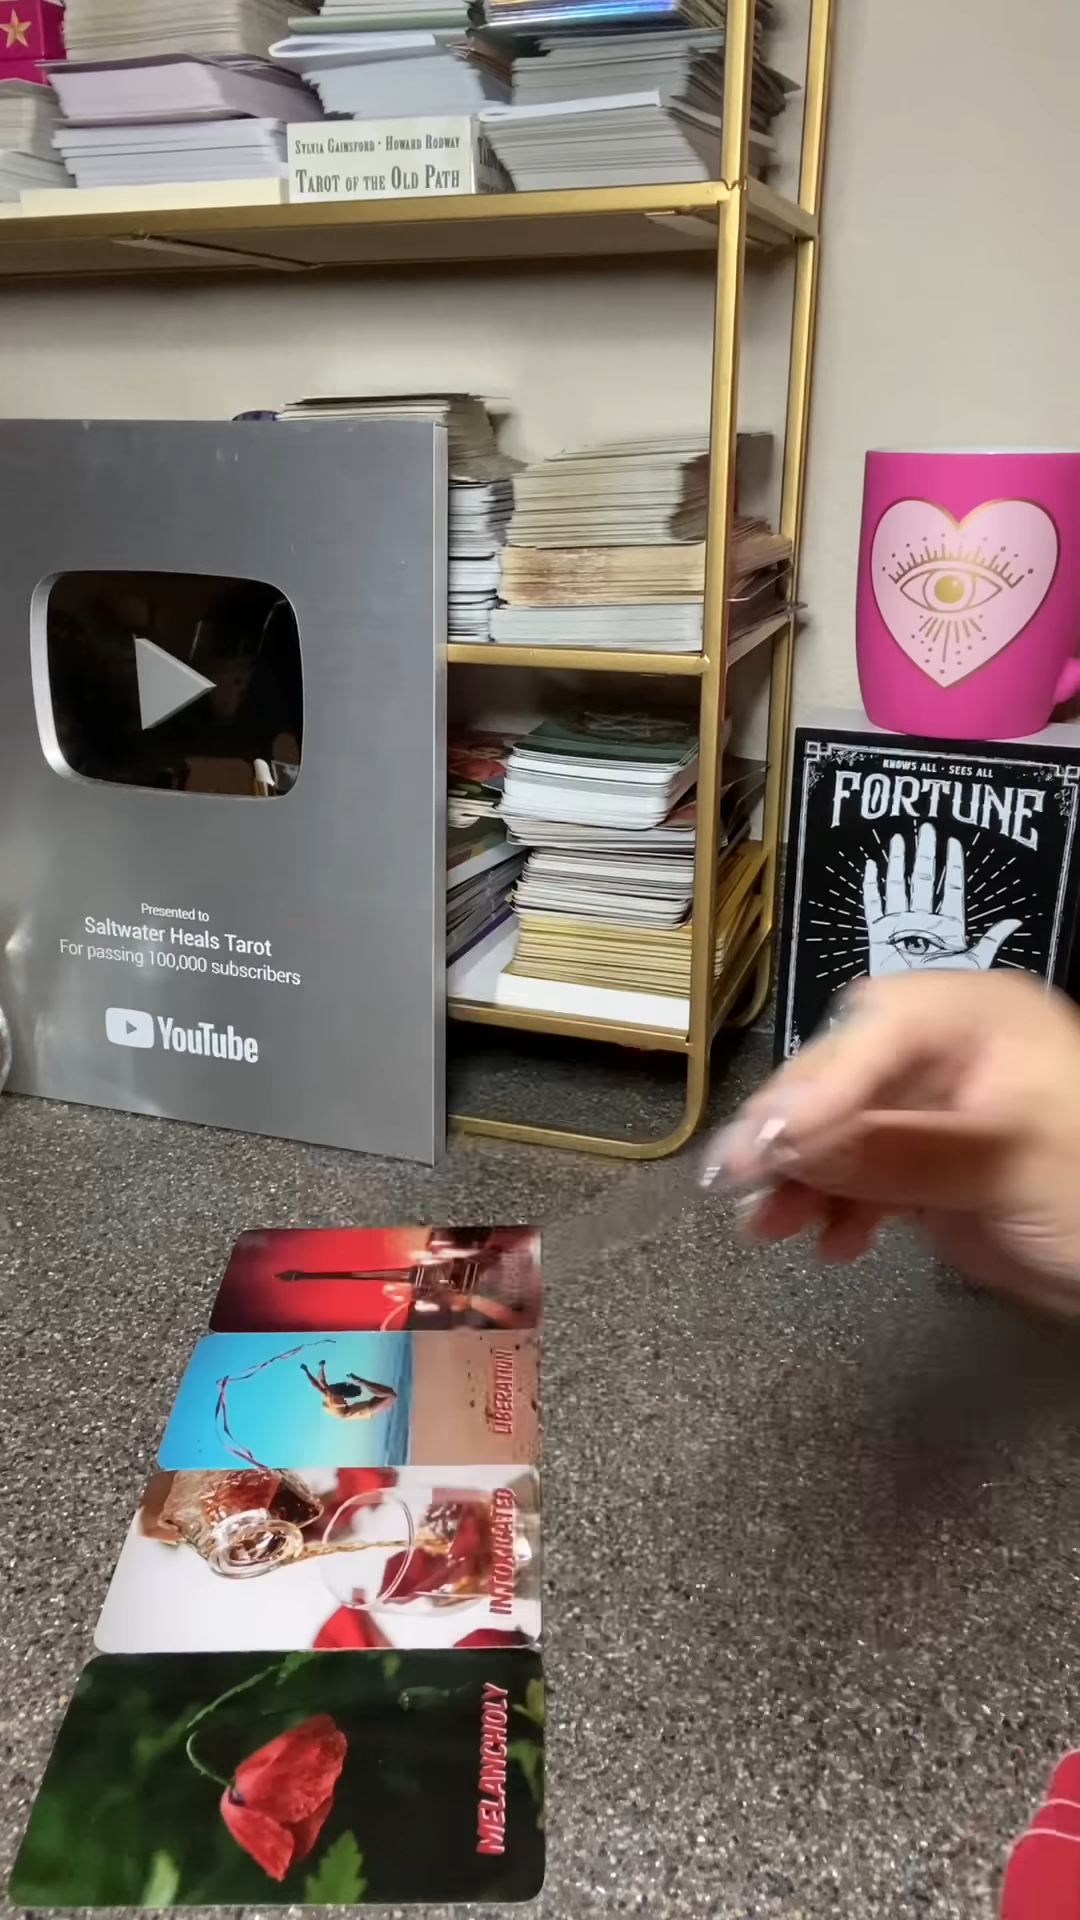 SYLVIA GAINSFORD • HOWARD RODWAY
TAROT OF THE OLD PATH
KNOWS ALL • SEES ALL
FORTUNE
Presented to
Saltwater Heals Tarot
For passing 100,000 subscribers
YouTube
LIBERATION
INTOXICATED
MELANCHOLY